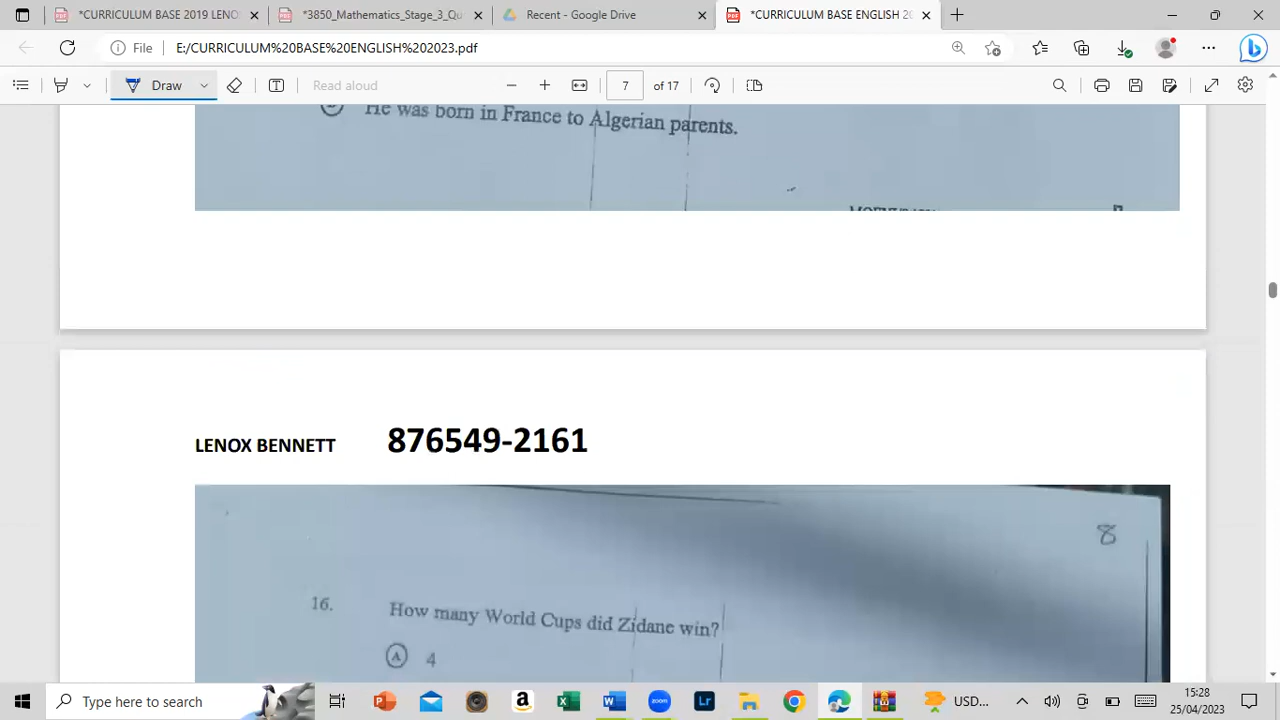 *CURRICULUM BASE 2019 LENO
*3850_Mathematics_Stage_3_Qu
Recent - Google Drive
*CURRICULUM BASE ENGLISH 20
File
E:/CURRICULUM%20BASE%20ENGLISH%202023.pdf
Draw
Read aloud
7 of 17
He was born in France to Algerian parents.
LENOX BENNETT 876549-2161
8
16. How many World Cups did Zidane win?
A 4
Type here to search
zoom
Lr
USD...
15:28
25/04/2023